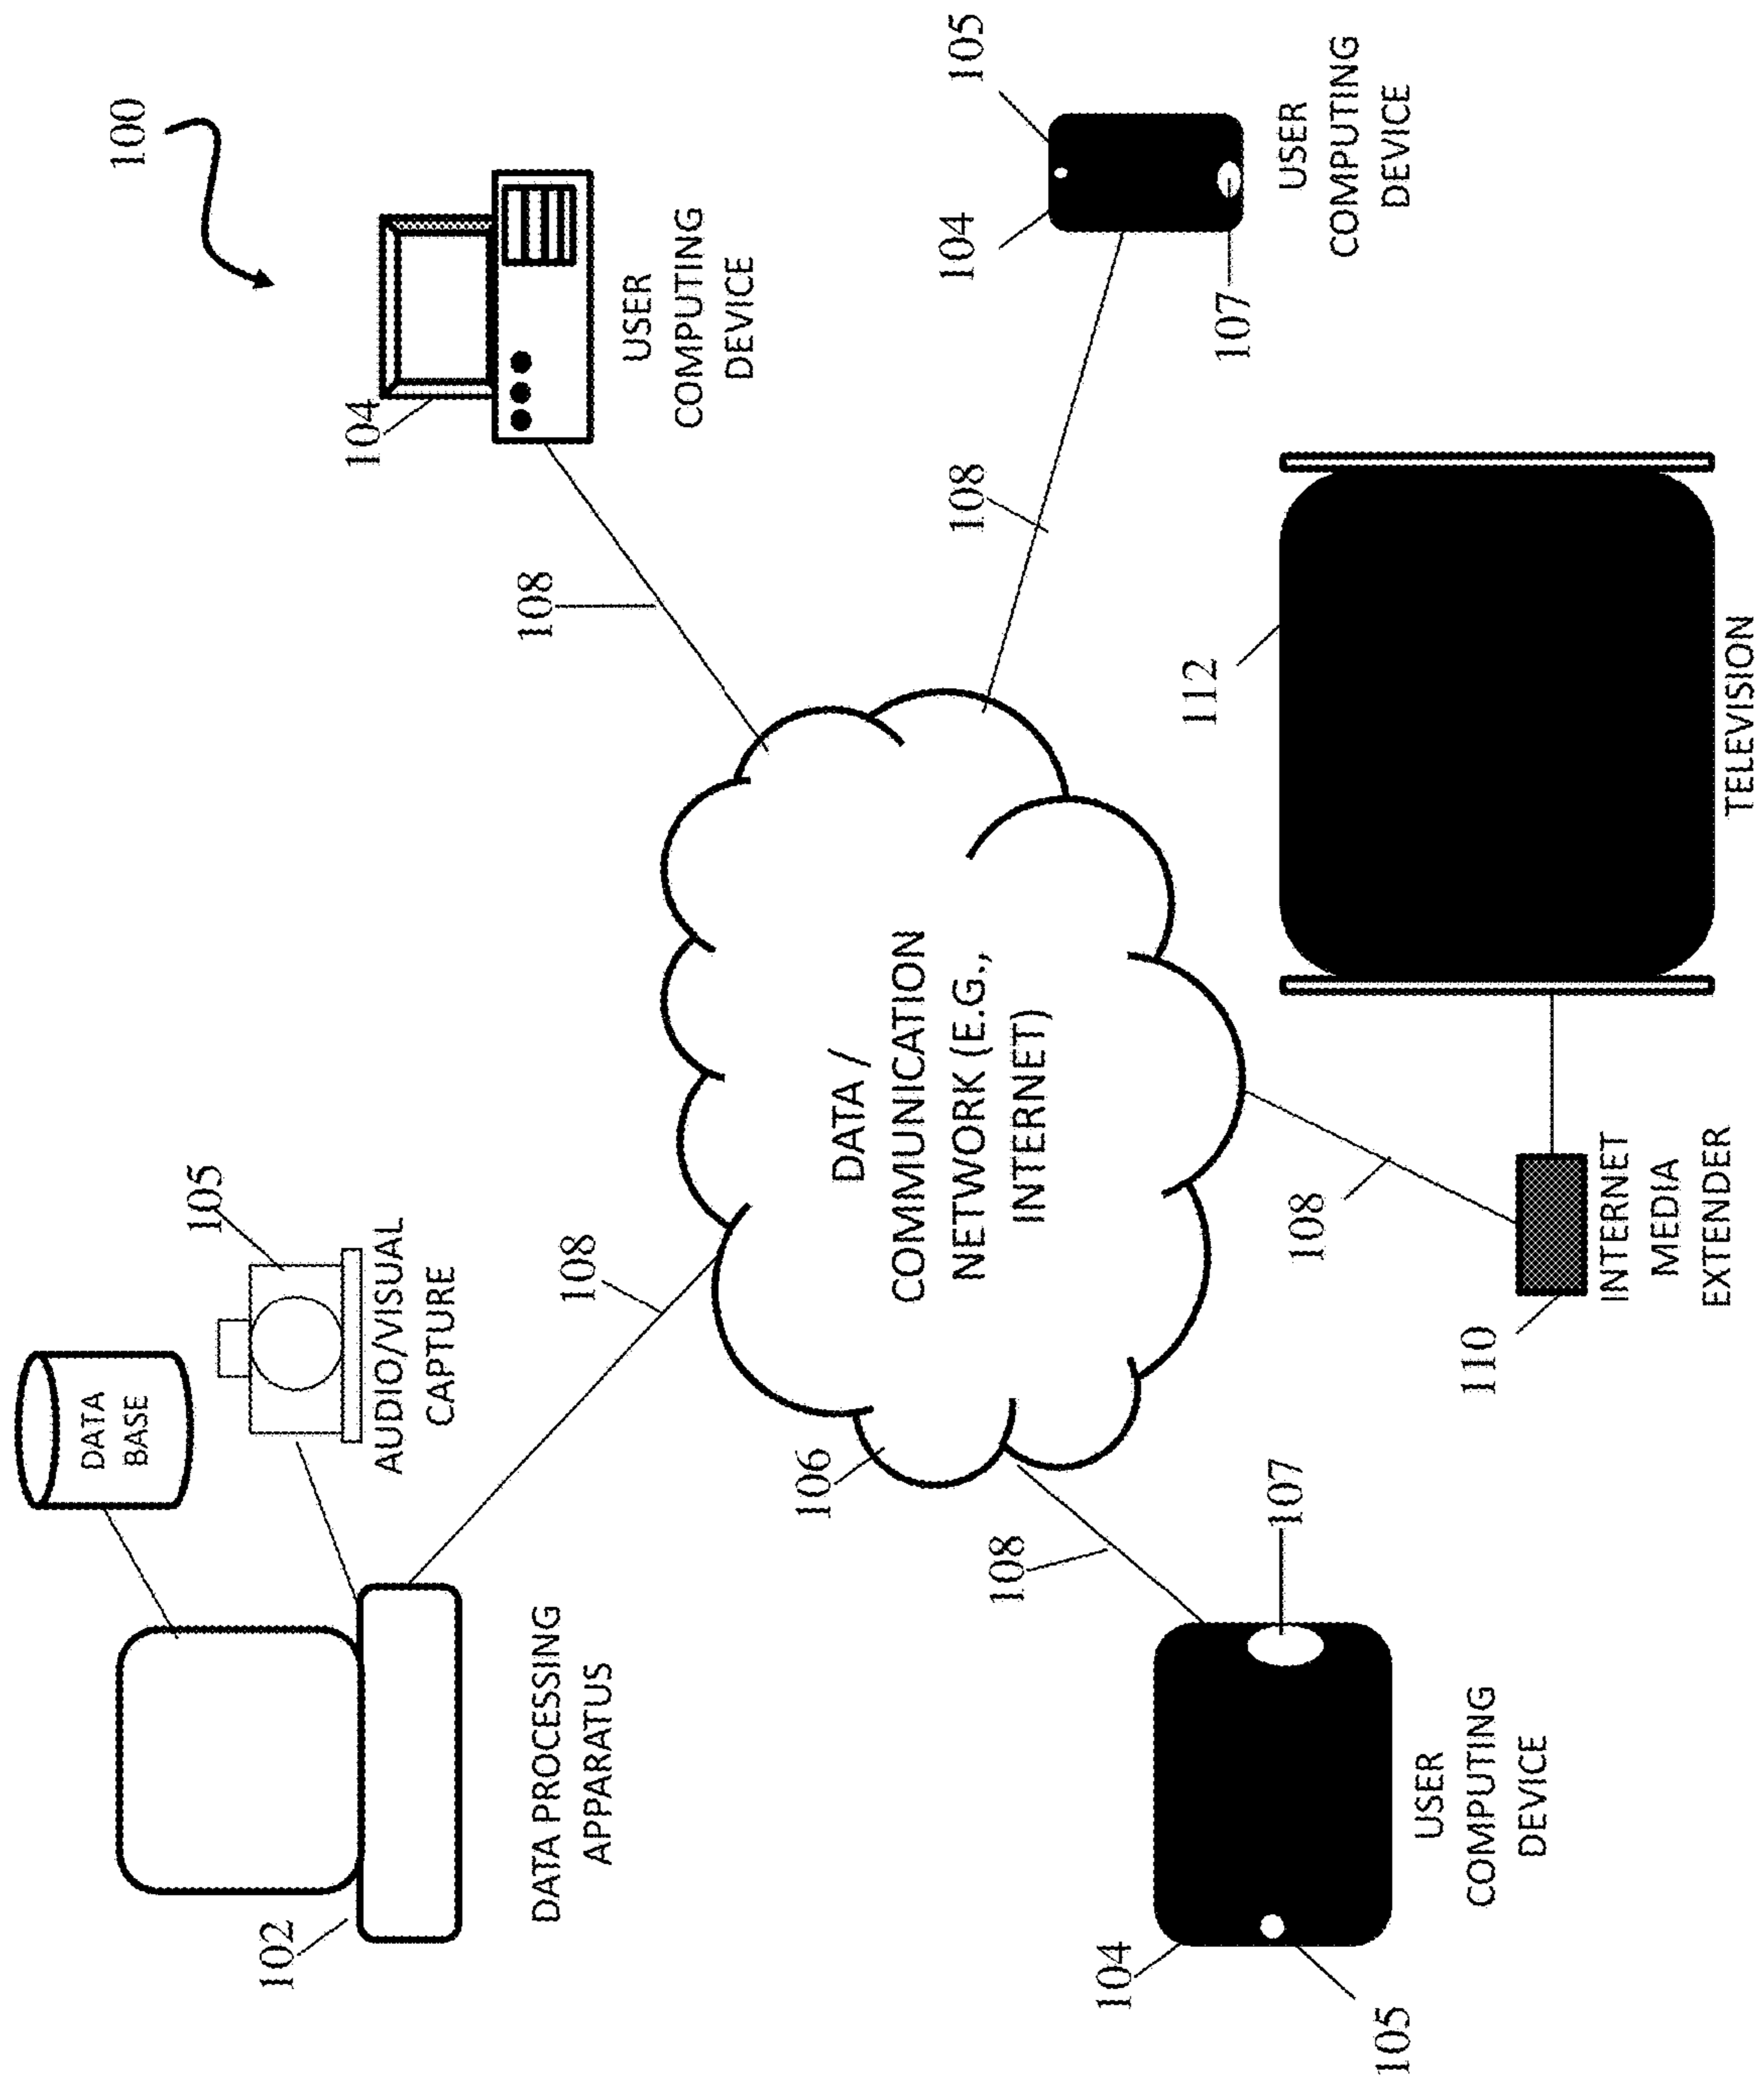 100
DATA
BASE
105
AUDIO/VISUAL
CAPTURE
102
DATA PROCESSING
APPARATUS
108
104
USER
COMPUTING
DEVICE
108
106
DATA /
COMMUNICATION
NETWORK (E.G.,
INTERNET)
108
105
104
107
USER
COMPUTING
DEVICE
108
107
104
105
USER
COMPUTING
DEVICE
108
110
INTERNET
MEDIA
EXTENDER
112
TELEVISION